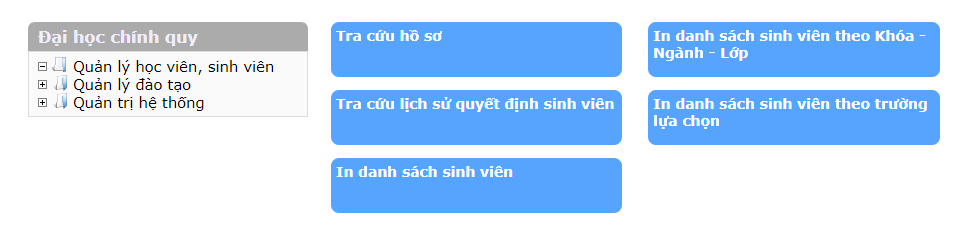 Đại học chính quy
Quản lý học viên, sinh viên
Quản lý đào tạo
Quản trị hệ thống
Tra cứu hồ sơ
In danh sách sinh viên theo Khóa -
Ngành - Lớp
Tra cứu lịch sử quyết định sinh viên
In danh sách sinh viên theo trường
lựa chọn
In danh sách sinh viên